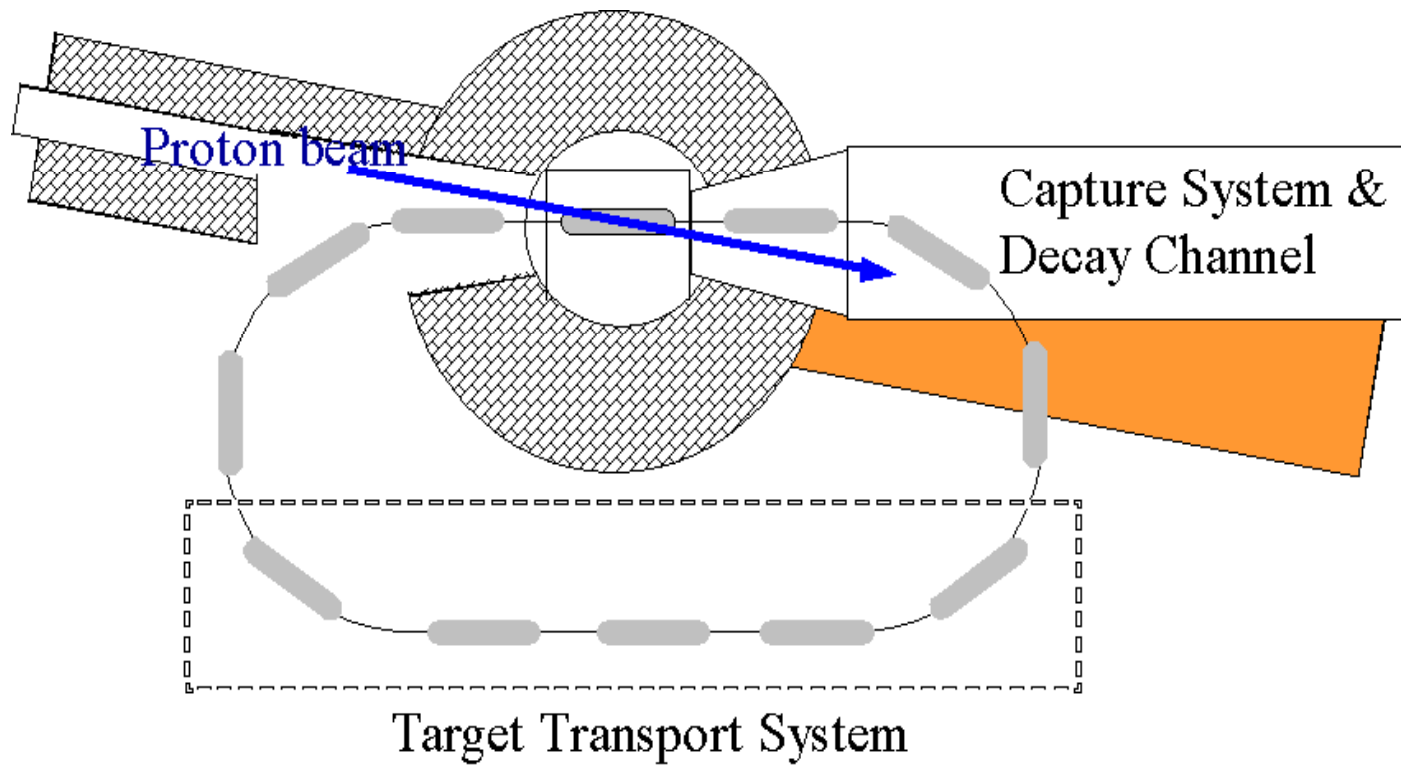 Proton beam
Capture System &
Decay Channel
Target Transport System